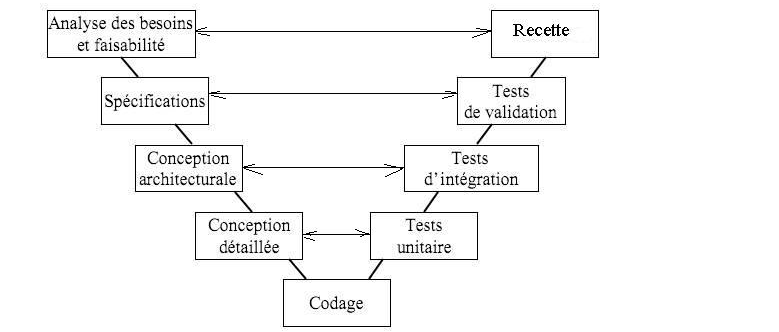 Analyse des besoins
et faisabilité
Recette
Spécifications
Tests
de validation
Conception
architecturale
Tests
d'intégration
Conception
détaillée
Tests
unitaire
Codage